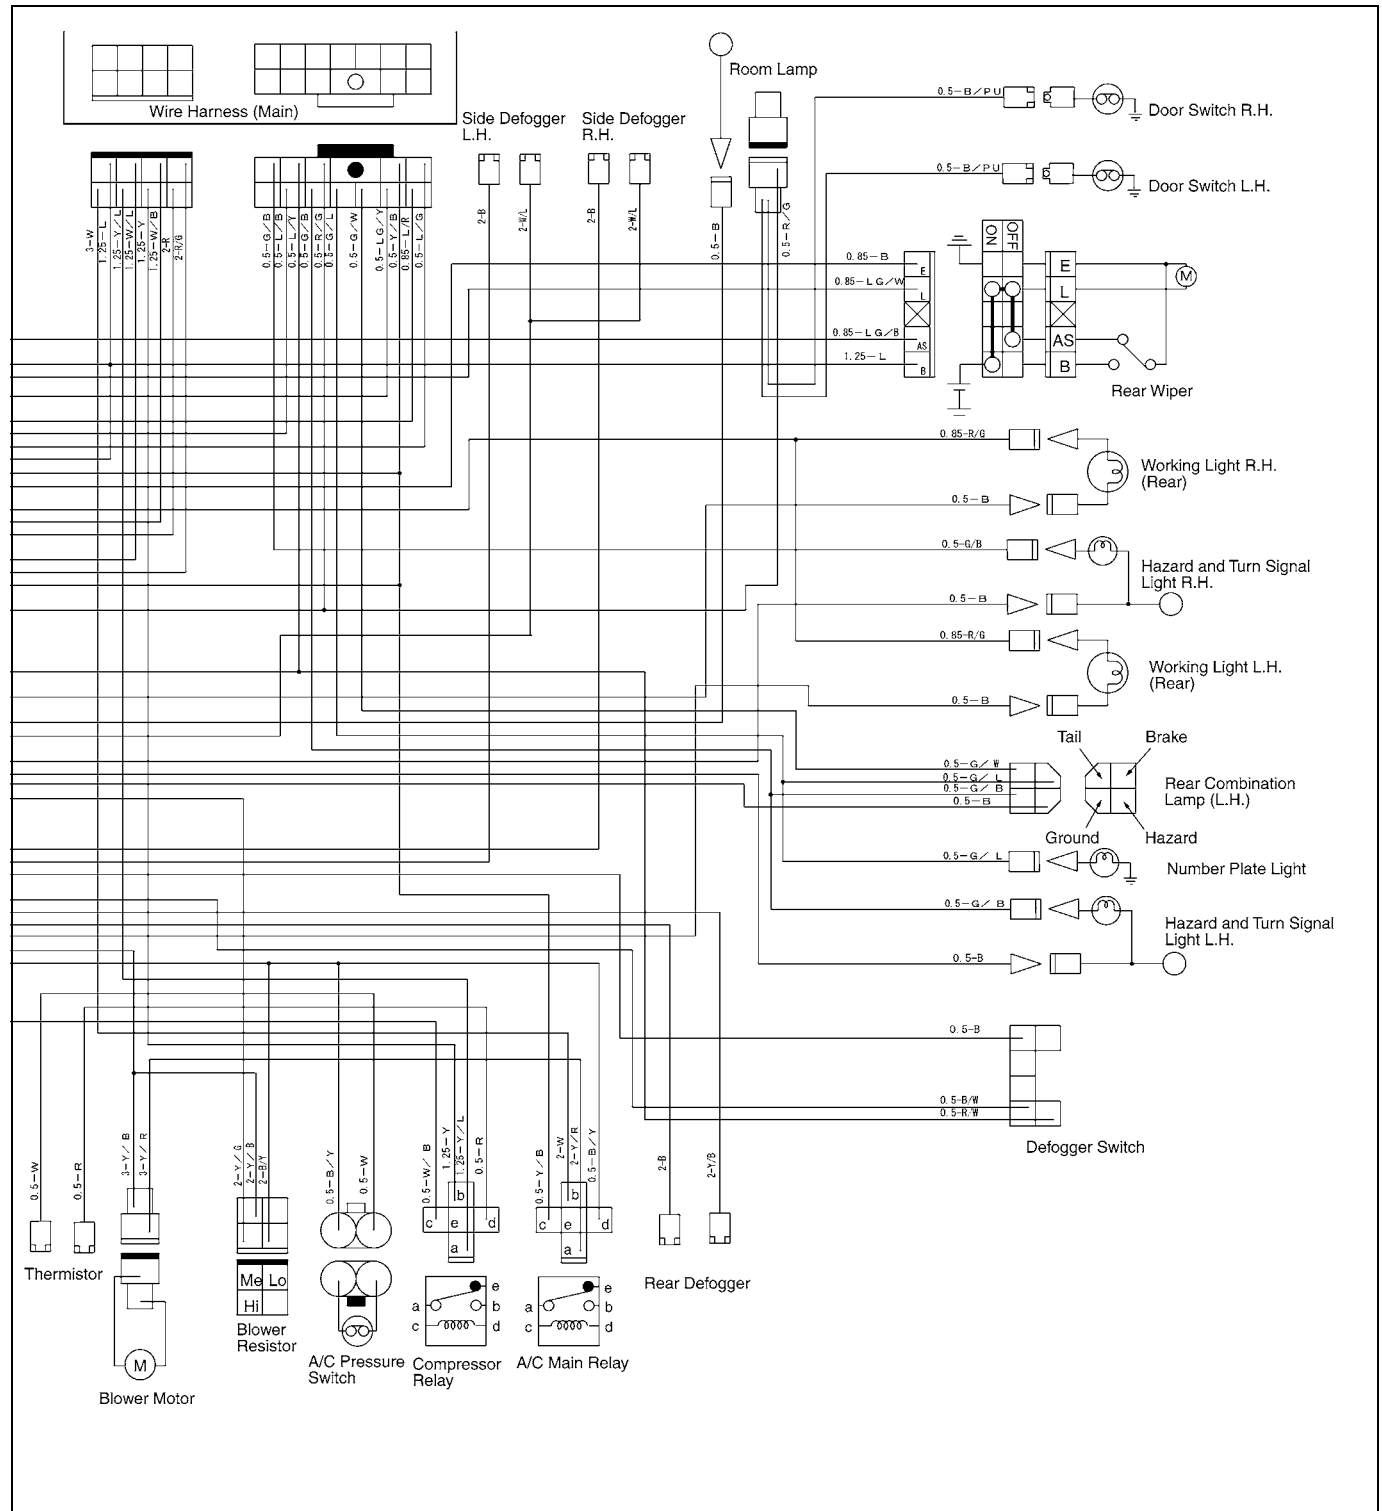 Wire Harness (Main)
Room Lamp
Side Defogger
L.H.
Side Defogger
R.H.
0.5-B/PU
Door Switch R.H.
0.5-B/PU
Door Switch L.H.
3-W
1.25-L
1.25-Y/L
1.25-W/L
1.25-Y
1.25-W/B
2-R
2-R/G
0.5-G/B
0.5-L/B
0.5-L/Y
0.5-G/B
0.5-R/G
0.5-G/L
0.5-G/W
0.5-LG/Y
0.5-Y/B
0.85-L/R
0.5-L/G
2-B
2-W/L
2-B
2-W/L
0.5-B
0.5-R/G
OFF
ON
0.85-B
E
E
M
0.85-LG/W
L
L
0.85-LG/B
AS
AS
1.25-L
B
B
Rear Wiper
0.85-R/G
Working Light R.H.
(Rear)
0.5-B
0.5-G/B
Hazard and Turn Signal
Light R.H.
0.5-B
0.85-R/G
Working Light L.H.
(Rear)
0.5-B
Tail
Brake
0.5-G/W
0.5-G/L
0.5-G/B
0.5-B
Rear Combination
Lamp (L.H.)
Ground
Hazard
0.5-G/L
Number Plate Light
0.5-G/B
Hazard and Turn Signal
Light L.H.
0.5-B
0.5-B
0.5-B/W
0.5-R/W
Defogger Switch
0.5-W
0.5-R
3-Y/B
3-Y/R
2-Y/G
2-Y/B
2-B/Y
0.5-B/Y
0.5-W
0.5-W/B
1.25-Y
1.25-Y/L
0.5-R
0.5-Y/B
2-W
2-Y/R
0.5-B/Y
2-B
2-Y/B
b
c e d
a
b
c e d
a
Thermistor
Me Lo
Hi
Blower
Resistor
A/C Pressure
Switch
e
a b
c d
Compressor
Relay
e
a b
c d
A/C Main Relay
Rear Defogger
M
Blower Motor